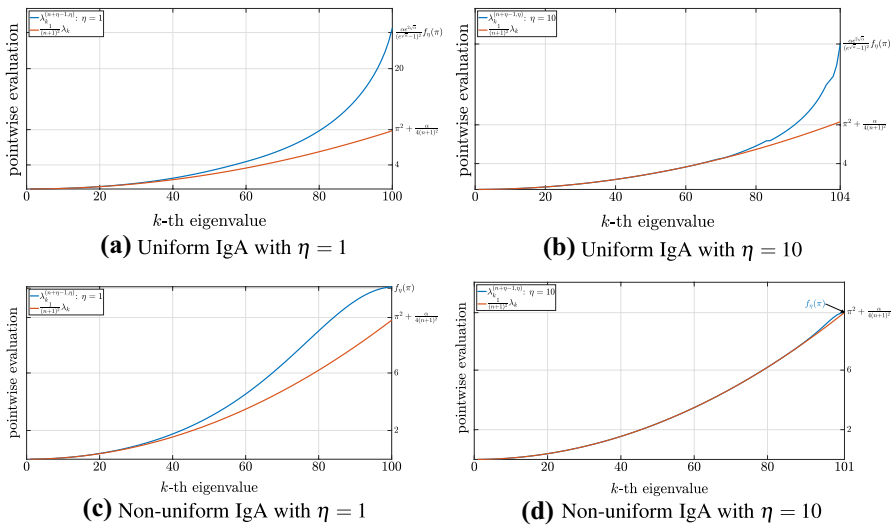 λ_k^{(n+η−1,η)}: η = 1
1/(n+1)² λ_k
pointwise evaluation
αe^{2√α}/(e^{√α}−1)² f_η(π)
20
π² + α/4(n+1)²
4
0 20 40 60 80 100
k-th eigenvalue
(a) Uniform IgA with η = 1
λ_k^{(n+η−1,η)}: η = 10
1/(n+1)² λ_k
pointwise evaluation
αe^{2√α}/(e^{√α}−1)² f_η(π)
π² + α/4(n+1)²
4
0 20 40 60 80 104
k-th eigenvalue
(b) Uniform IgA with η = 10
λ_k^{(n+η−1,η)}: η = 1
1/(n+1)² λ_k
pointwise evaluation
f_η(π)
π² + α/4(n+1)²
6
2
0 20 40 60 80 100
k-th eigenvalue
(c) Non-uniform IgA with η = 1
λ_k^{(n+η−1,η)}: η = 10
1/(n+1)² λ_k
pointwise evaluation
f_η(π)
π² + α/4(n+1)²
6
2
0 20 40 60 80 101
k-th eigenvalue
(d) Non-uniform IgA with η = 10